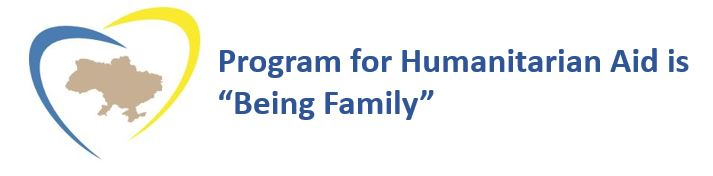 Program for Humanitarian Aid is
“Being Family”